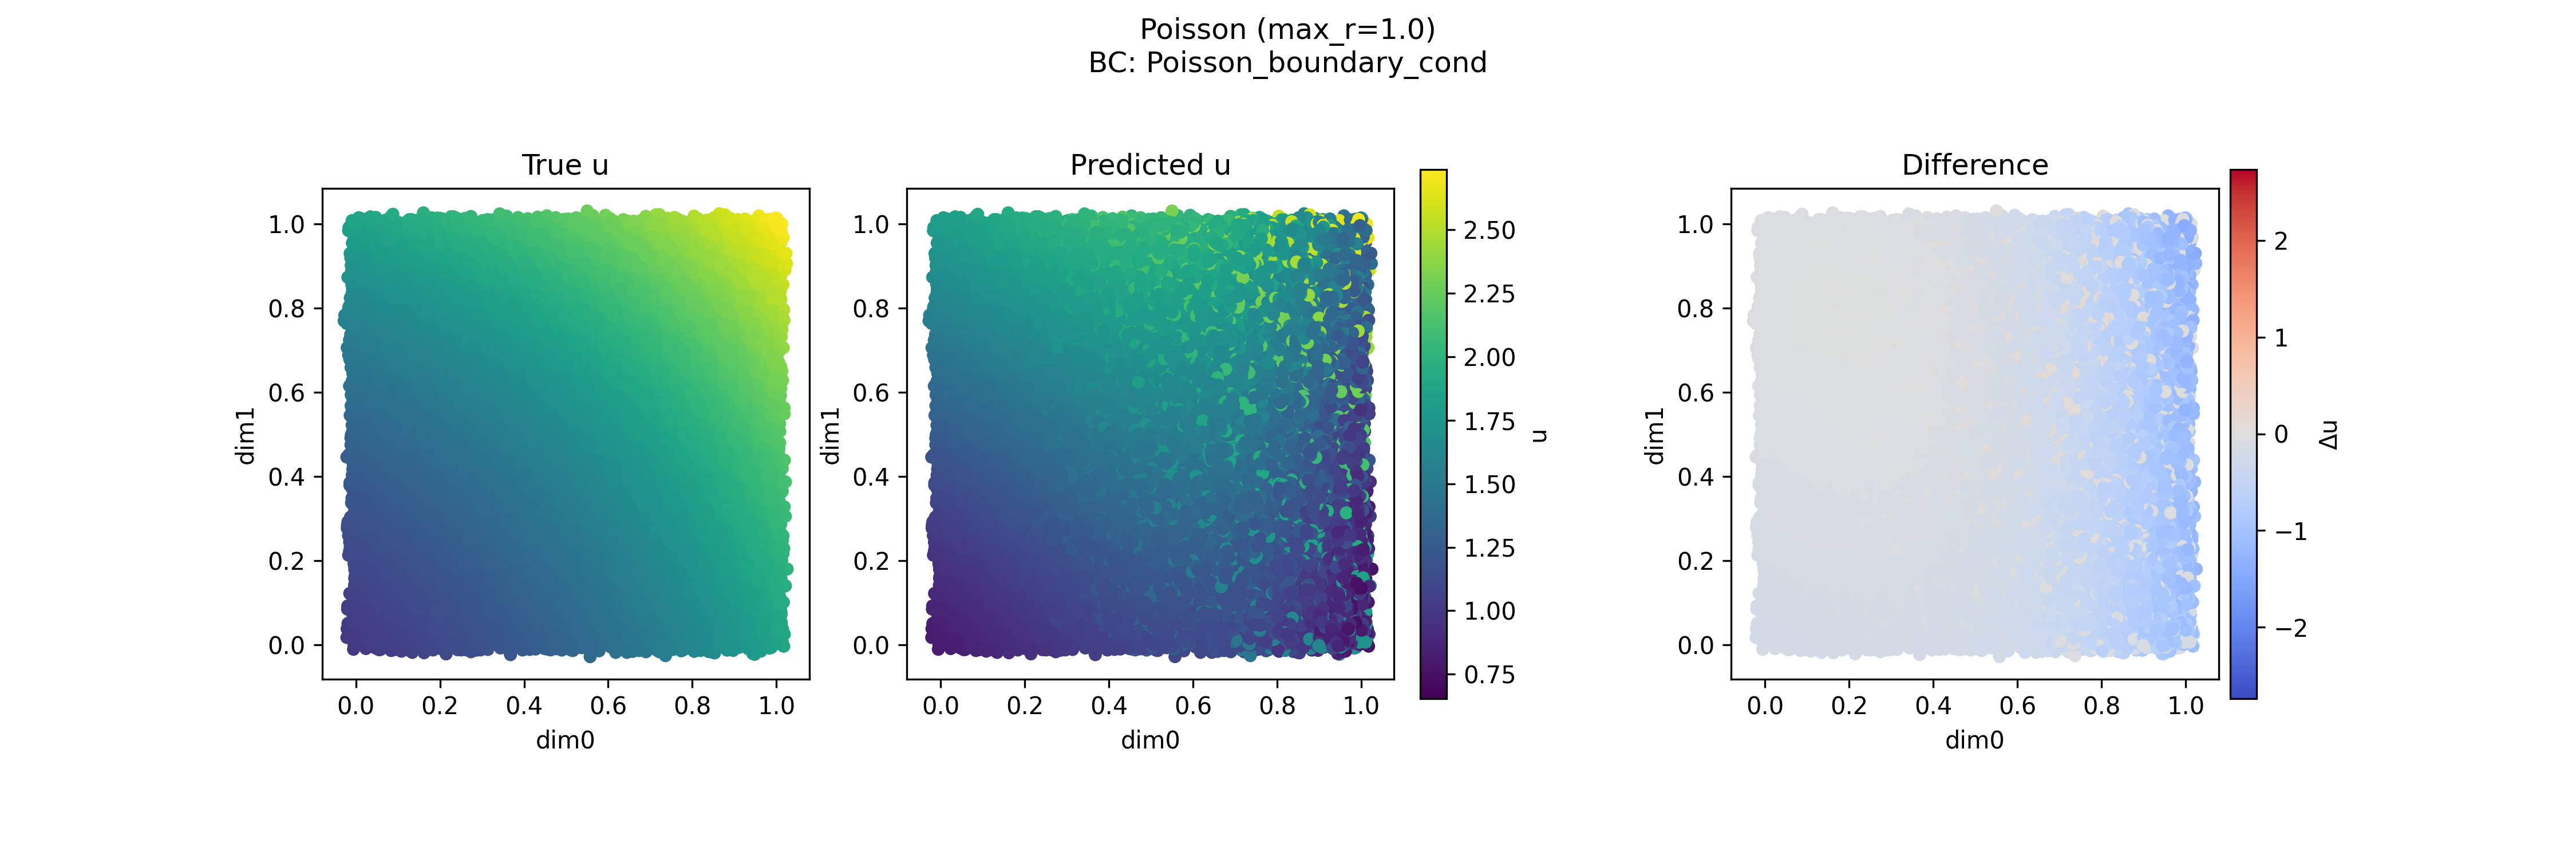 Poisson (max_r=1.0)
BC: Poisson_boundary_cond
True u
1.0
0.8
0.6
0.4
0.2
0.0
dim1
0.0 0.2 0.4 0.6 0.8 1.0
dim0
Predicted u
1.0
0.8
0.6
0.4
0.2
0.0
dim1
0.0 0.2 0.4 0.6 0.8 1.0
dim0
2.50
2.25
2.00
1.75
1.50
1.25
1.00
0.75
u
Difference
1.0
0.8
0.6
0.4
0.2
0.0
dim1
0.0 0.2 0.4 0.6 0.8 1.0
dim0
2
1
0
−1
−2
Δu